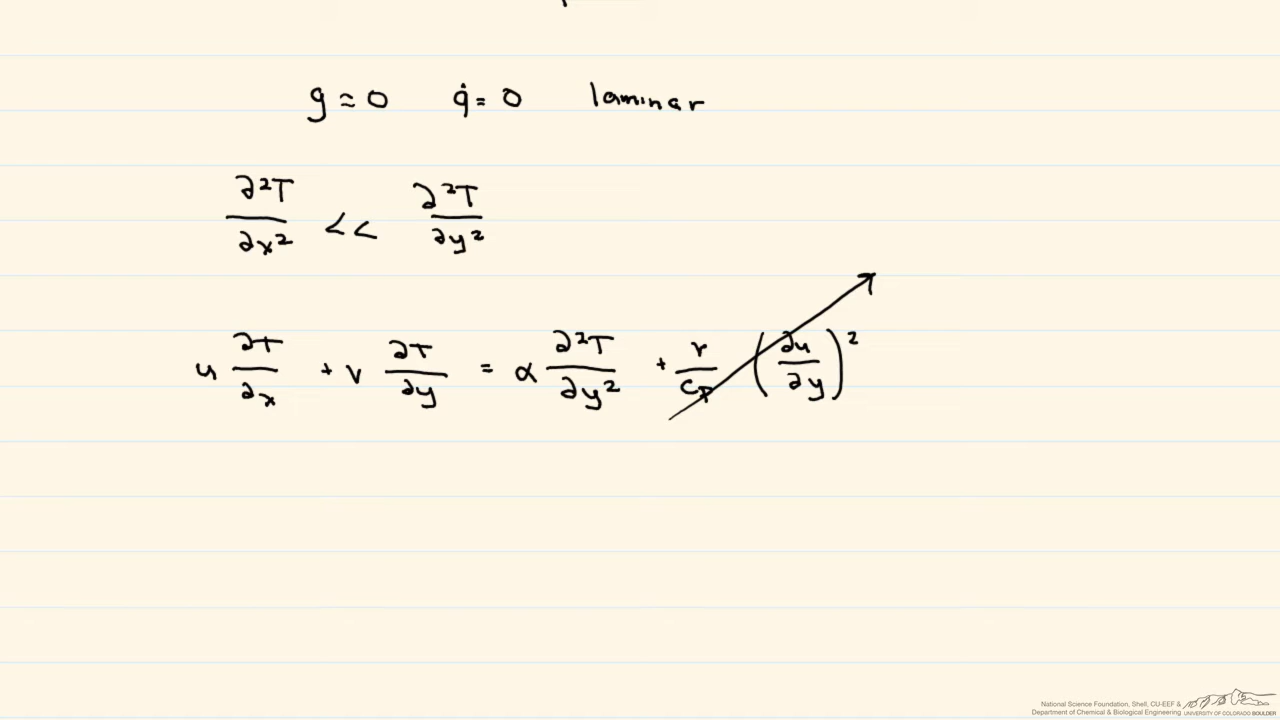 g ≈ 0 q̇ = 0 laminar
∂²T/∂x² << ∂²T/∂y²
u ∂T/∂x + v ∂T/∂y = α ∂²T/∂y² + r/cp (∂u/∂y)²
National Science Foundation, Shell, CU-EEF &
Department of Chemical & Biological Engineering UNIVERSITY OF COLORADO BOULDER